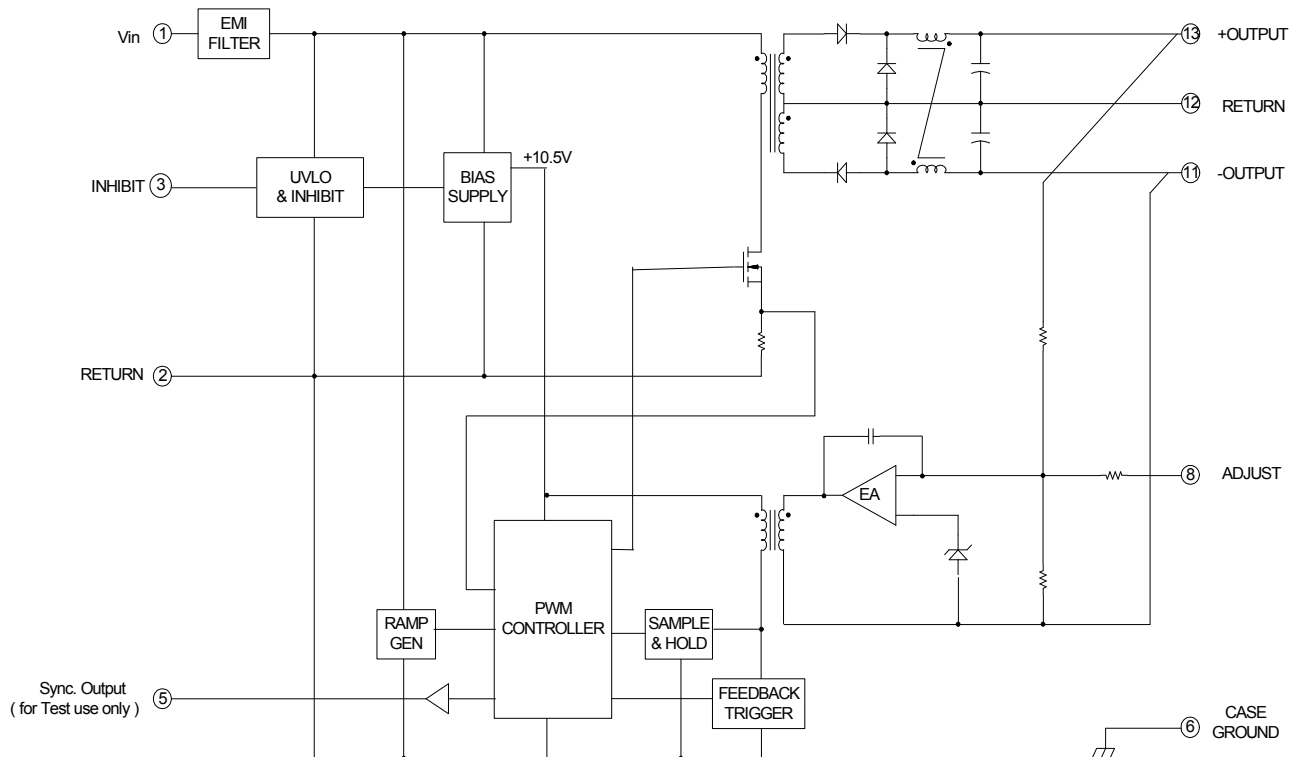 EMI
FILTER
Vin 1
13 +OUTPUT
12 RETURN
11 -OUTPUT
INHIBIT 3
UVLO
& INHIBIT
BIAS
SUPPLY
+10.5V
RETURN 2
8 ADJUST
EA
PWM
CONTROLLER
RAMP
GEN
SAMPLE
& HOLD
FEEDBACK
TRIGGER
Sync. Output
( for Test use only )
5
6
CASE
GROUND